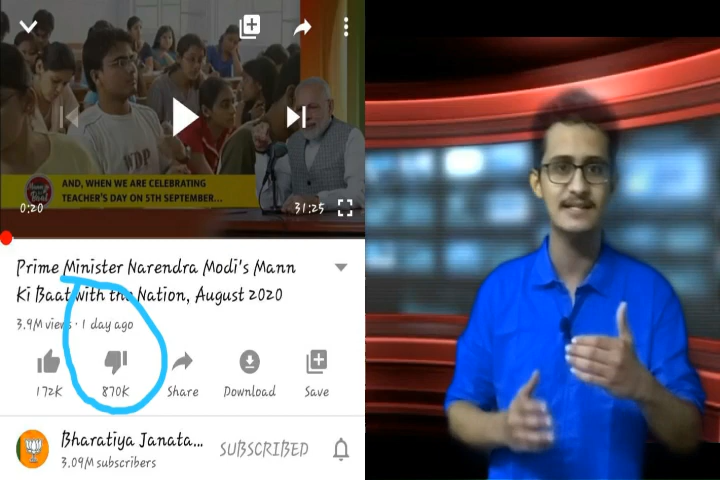 AND, WHEN WE ARE CELEBRATING
TEACHER'S DAY ON 5TH SEPTEMBER...
0:20
31:25
Prime Minister Narendra Modi's Mann
Ki Baat with the Nation, August 2020
3.9M views · 1 day ago
172K
870K
Share
Download
Save
Bharatiya Janata...
SUBSCRIBED
3.09M subscribers